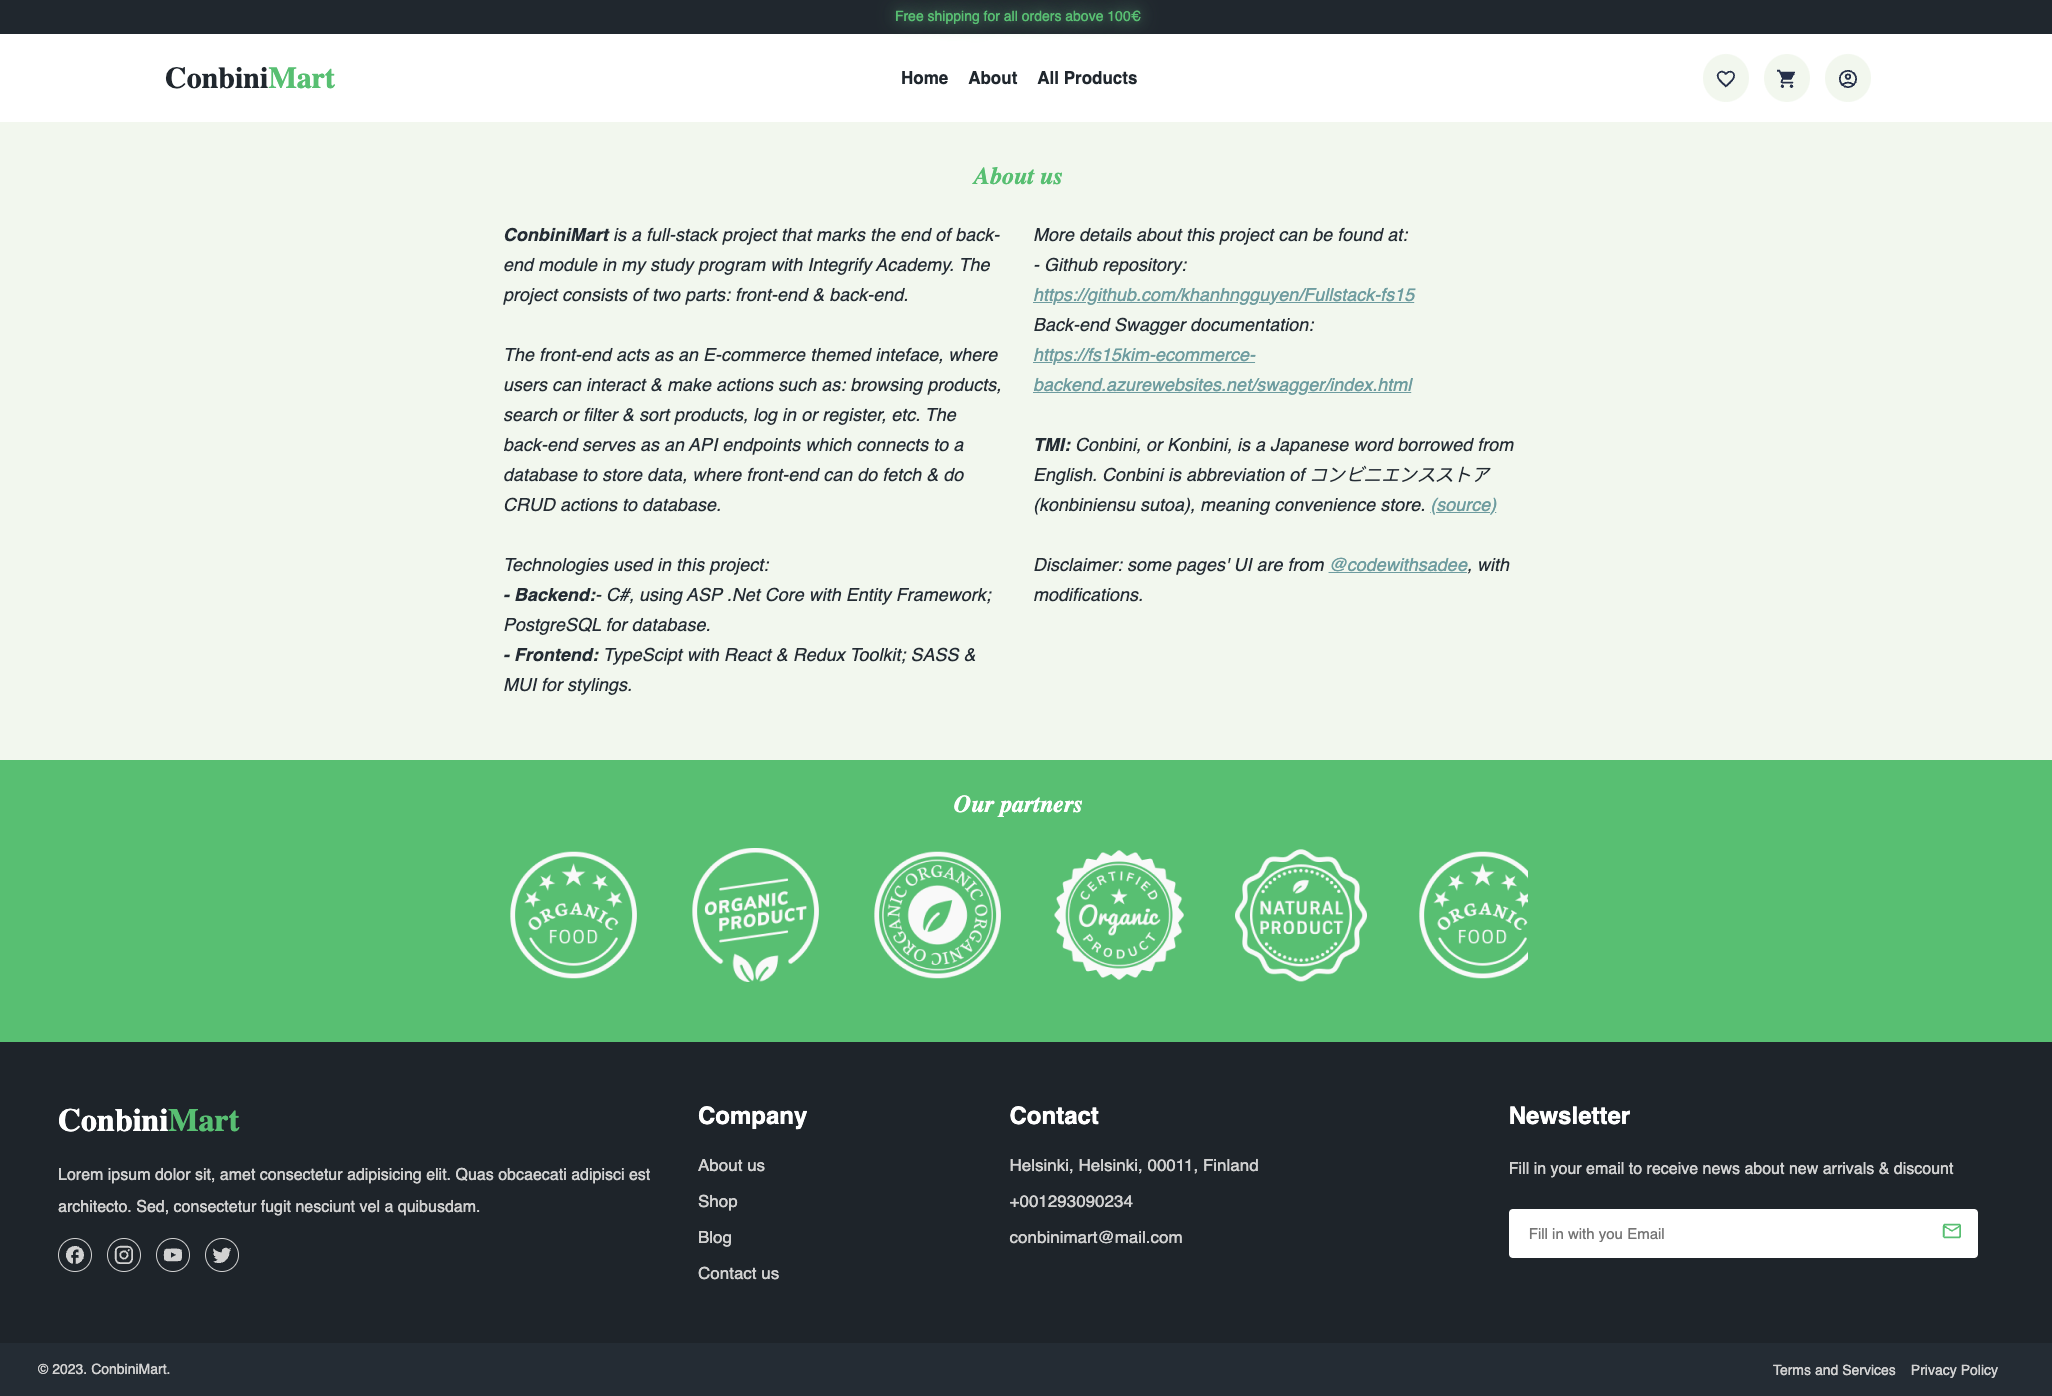 Free shipping for all orders above 100€
ConbiniMart
Home About All Products
About us
ConbiniMart is a full-stack project that marks the end of back-
end module in my study program with Integrify Academy. The
project consists of two parts: front-end & back-end.
The front-end acts as an E-commerce themed inteface, where
users can interact & make actions such as: browsing products,
search or filter & sort products, log in or register, etc. The
back-end serves as an API endpoints which connects to a
database to store data, where front-end can do fetch & do
CRUD actions to database.
Technologies used in this project:
- Backend:- C#, using ASP .Net Core with Entity Framework;
PostgreSQL for database.
- Frontend: TypeScipt with React & Redux Toolkit; SASS &
MUI for stylings.
More details about this project can be found at:
- Github repository:
https://github.com/khanhngguyen/Fullstack-fs15
Back-end Swagger documentation:
https://fs15kim-ecommerce-
backend.azurewebsites.net/swagger/index.html
TMI: Conbini, or Konbini, is a Japanese word borrowed from
English. Conbini is abbreviation of コンビニエンスストア
(konbiniensu sutoa), meaning convenience store. (source)
Disclaimer: some pages' UI are from @codewithsadee, with
modifications.
Our partners
ORGANIC
FOOD
ORGANIC
PRODUCT
ORGANIC ORGANIC ORGANIC ORGANIC
CERTIFIED
Organic
PRODUCT
NATURAL
PRODUCT
ORGANIC
FOOD
ConbiniMart
Lorem ipsum dolor sit, amet consectetur adipisicing elit. Quas obcaecati adipisci est
architecto. Sed, consectetur fugit nesciunt vel a quibusdam.
Company
About us
Shop
Blog
Contact us
Contact
Helsinki, Helsinki, 00011, Finland
+001293090234
conbinimart@mail.com
Newsletter
Fill in your email to receive news about new arrivals & discount
Fill in with you Email
© 2023. ConbiniMart.
Terms and Services Privacy Policy